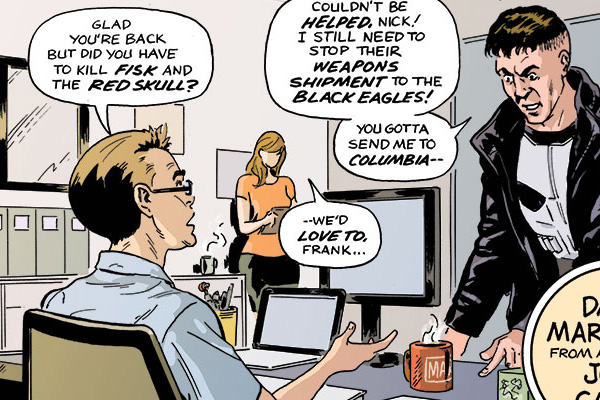 GLAD
YOU'RE BACK
BUT DID YOU HAVE
TO KILL FISK AND
THE RED SKULL?
COULDN'T BE
HELPED, NICK!
I STILL NEED TO
STOP THEIR
WEAPONS
SHIPMENT TO THE
BLACK EAGLES!
YOU GOTTA
SEND ME TO
COLUMBIA--
--WE'D
LOVE TO,
FRANK...
MA
FROM A